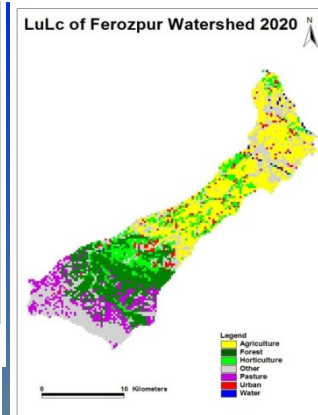 LuLc of Ferozpur Watershed 2020
N
Legend
Agriculture
Forest
Horticulture
Other
Pasture
Urban
Water
0 10 Kilometers